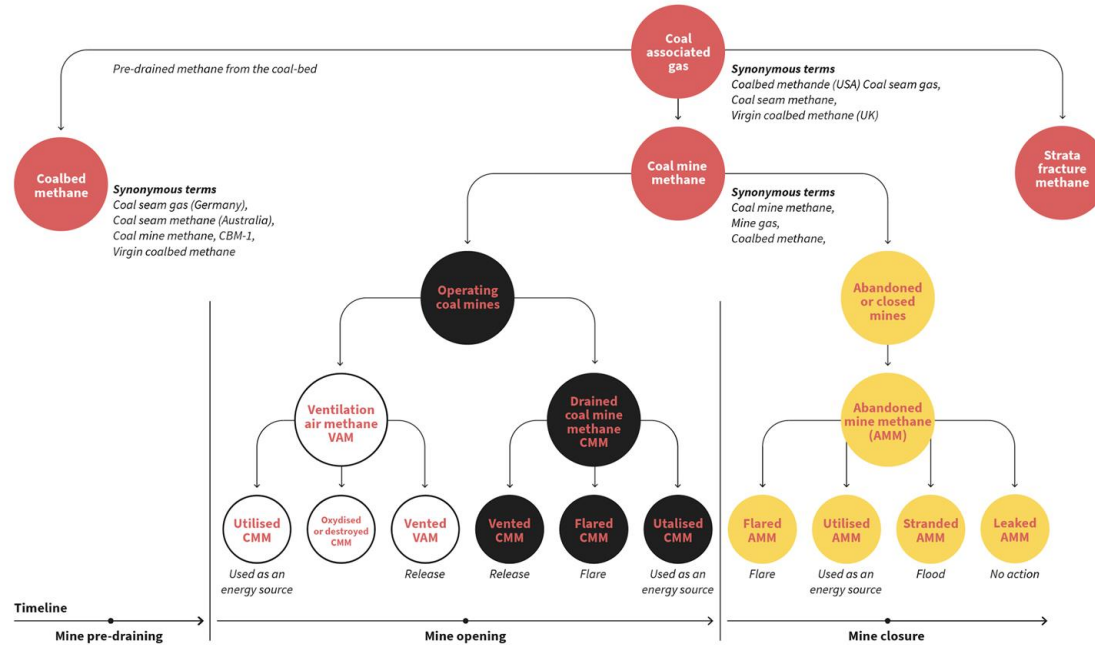 Coal
associated
gas
Pre-drained methane from the coal-bed
Synonymous terms
Coalbed methande (USA) Coal seam gas,
Coal seam methane,
Virgin coalbed methane (UK)
Coalbed
methane
Synonymous terms
Coal seam gas (Germany),
Coal seam methane (Australia),
Coal mine methane, CBM-1,
Virgin coalbed methane
Coal mine
methane
Synonymous terms
Coal mine methane,
Mine gas,
Coalbed methane,
Strata
fracture
methane
Operating
coal mines
Abandoned
or closed
mines
Ventilation
air methane
VAM
Drained
coal mine
methane
CMM
Abandoned
mine methane
(AMM)
Utilised
CMM
Used as an
energy source
Oxydised
or destroyed
CMM
Vented
VAM
Release
Vented
CMM
Release
Flared
CMM
Flare
Utalised
CMM
Used as an
energy source
Flared
AMM
Flare
Utilised
AMM
Used as an
energy source
Stranded
AMM
Flood
Leaked
AMM
No action
Timeline
Mine pre-draining
Mine opening
Mine closure